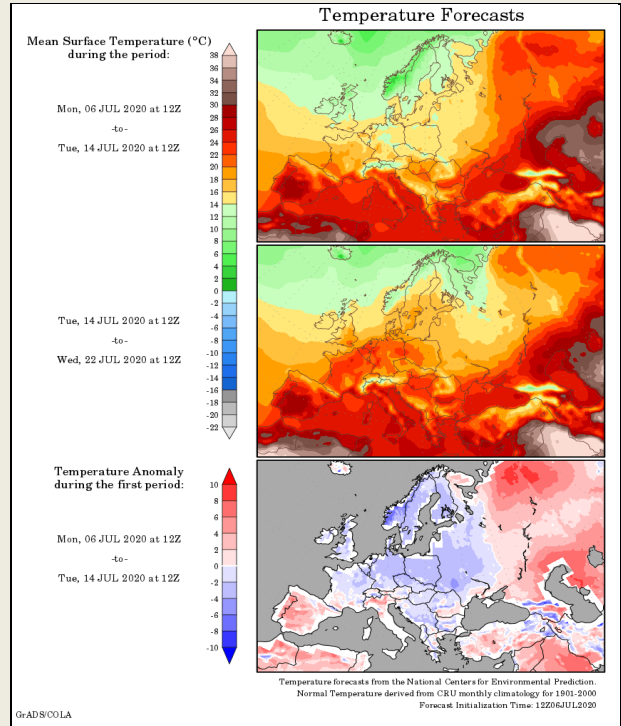 Temperature Forecasts
Mean Surface Temperature (°C)
during the period:
Mon, 06 JUL 2020 at 12Z
-to-
Tue, 14 JUL 2020 at 12Z
38
36
34
32
30
28
26
24
22
20
18
16
14
12
10
8
6
4
2
0
-2
-4
-6
-8
-10
-12
-14
-16
-18
-20
-22
Tue, 14 JUL 2020 at 12Z
-to-
Wed, 22 JUL 2020 at 12Z
Temperature Anomaly
during the first period:
Mon, 06 JUL 2020 at 12Z
-to-
Tue, 14 JUL 2020 at 12Z
10
8
6
4
2
0
-2
-4
-6
-8
-10
Temperature forecasts from the National Centers for Environmental Prediction.
Normal Temperature derived from CRU monthly climatology for 1901-2000
Forecast Initialization Time: 12Z06JUL2020
GrADS/COLA